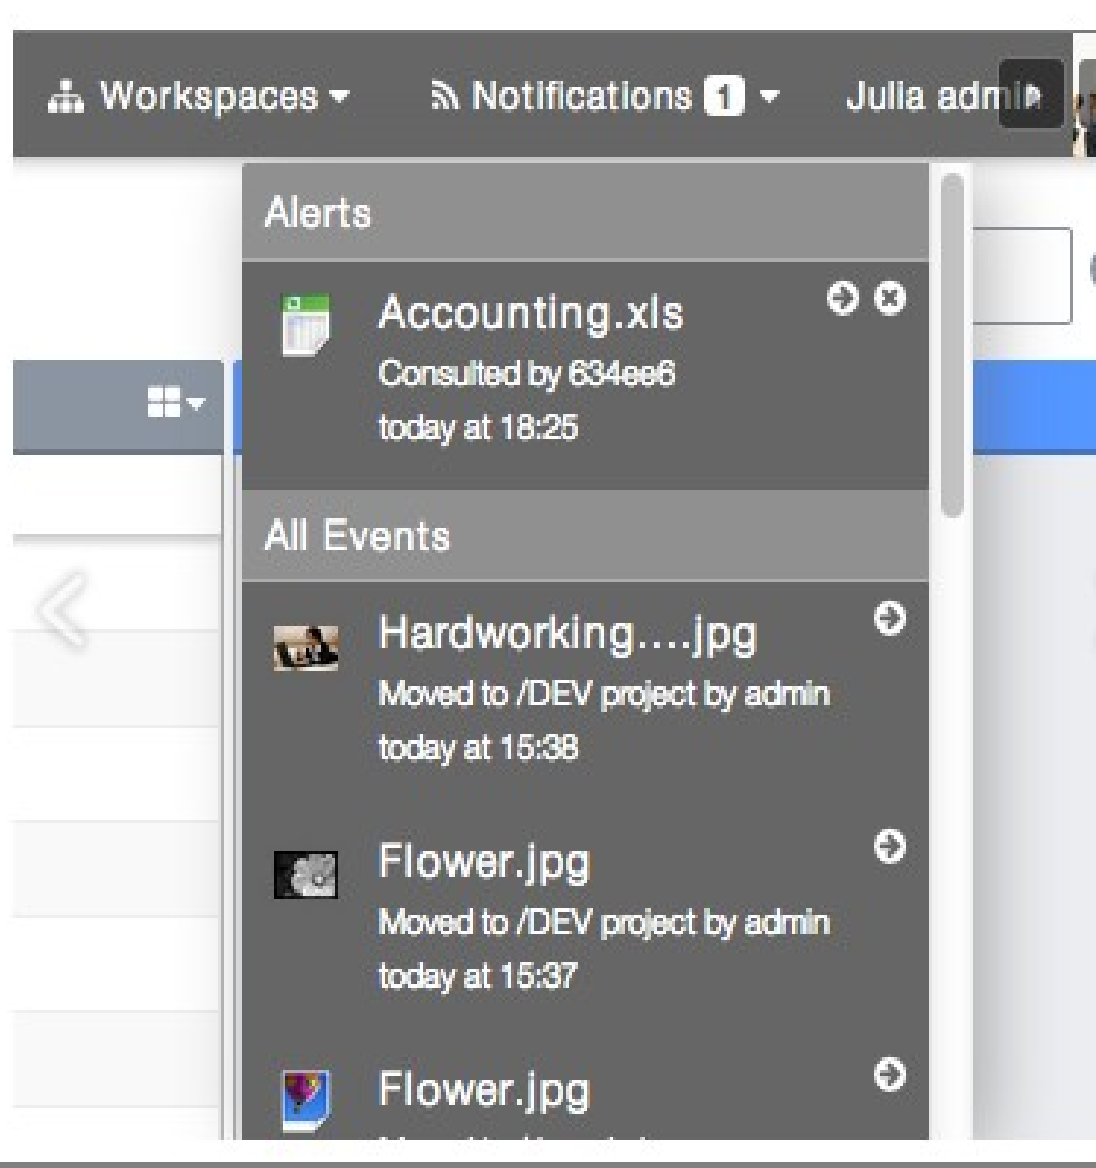 Workspaces Notifications 1 Julia admin
Alerts
Accounting.xls
Consulted by 634ee6
today at 18:25
All Events
Hardworking....jpg
Moved to /DEV project by admin
today at 15:38
Flower.jpg
Moved to /DEV project by admin
today at 15:37
Flower.jpg